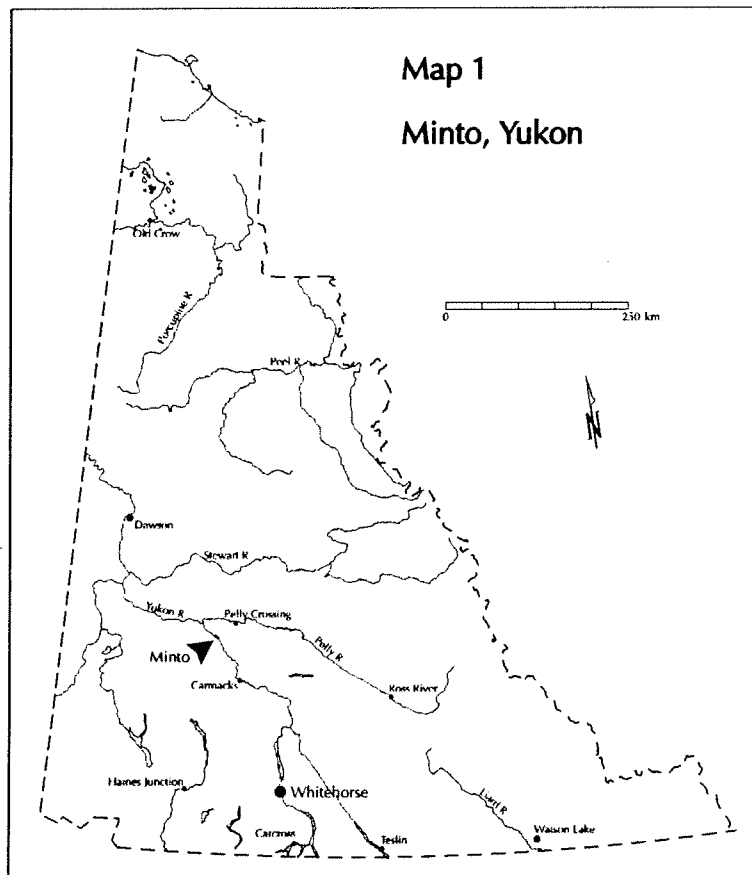 Map 1
Minto, Yukon
Old Crow
Porcupine R
0 250 km
Peel R
N
Dawson
Stewart R
Yukon R
Pelly Crossing
Minto
Pelly R
Carmacks
Ross River
Haines Junction
Whitehorse
Liard R
Carcross
Teslin
Watson Lake